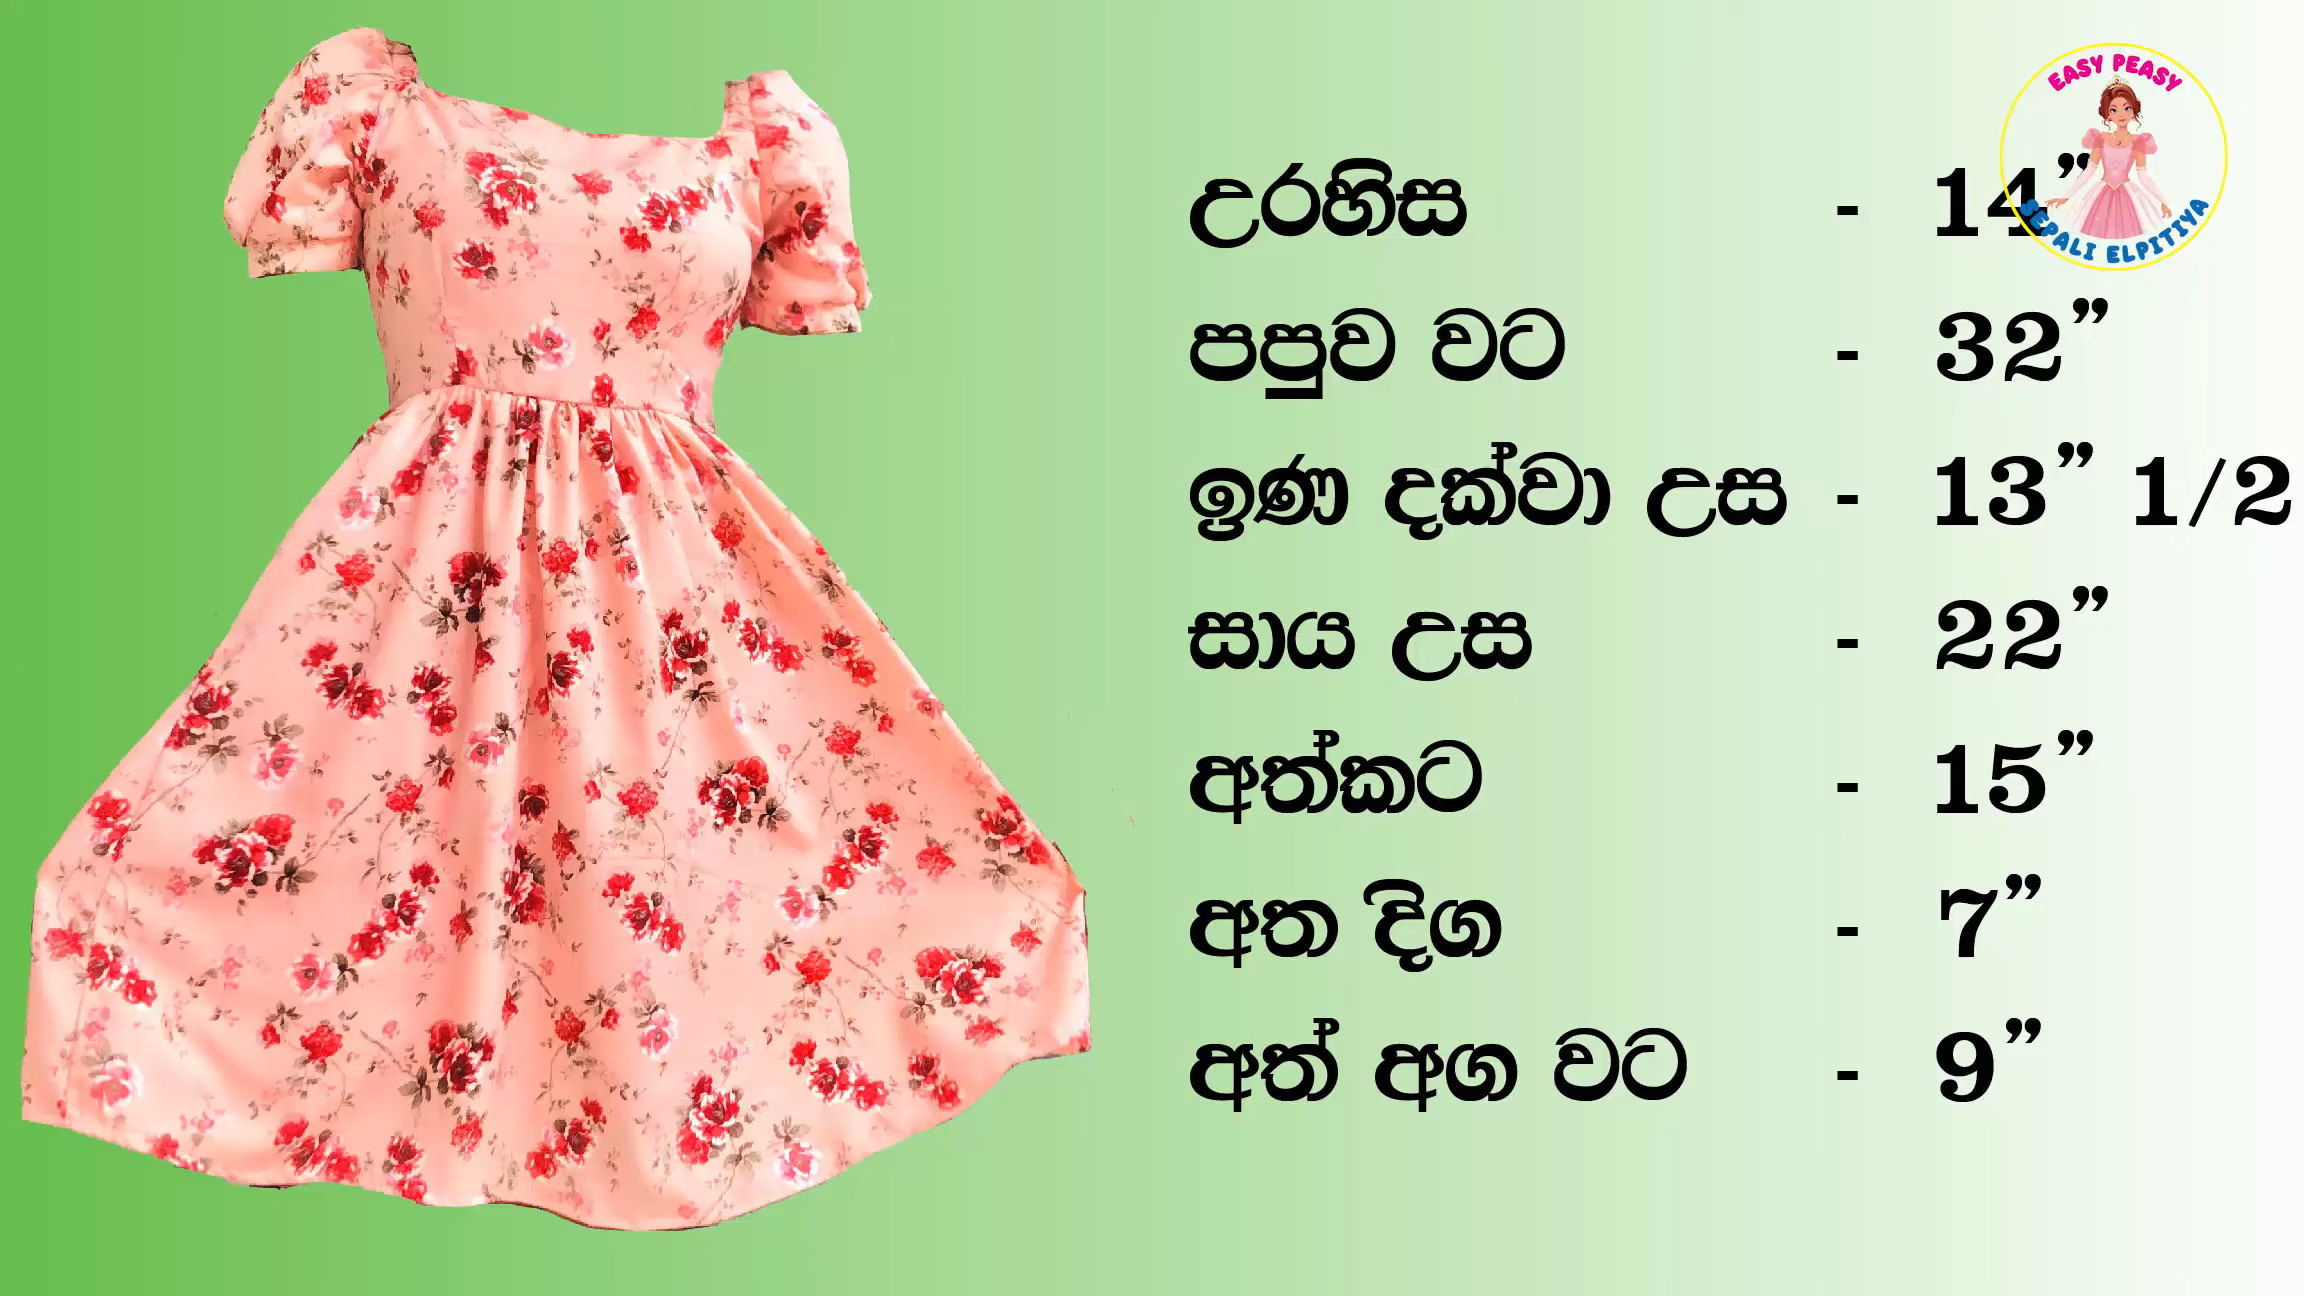 EASY PEASY
SEPALI ELPITIYA
උරහිස - 14”
පපුව වට - 32”
ඉණ දක්වා උස - 13” 1/2
සාය උස - 22”
අත්කට - 15”
අත දිග - 7”
අත් අග වට - 9”